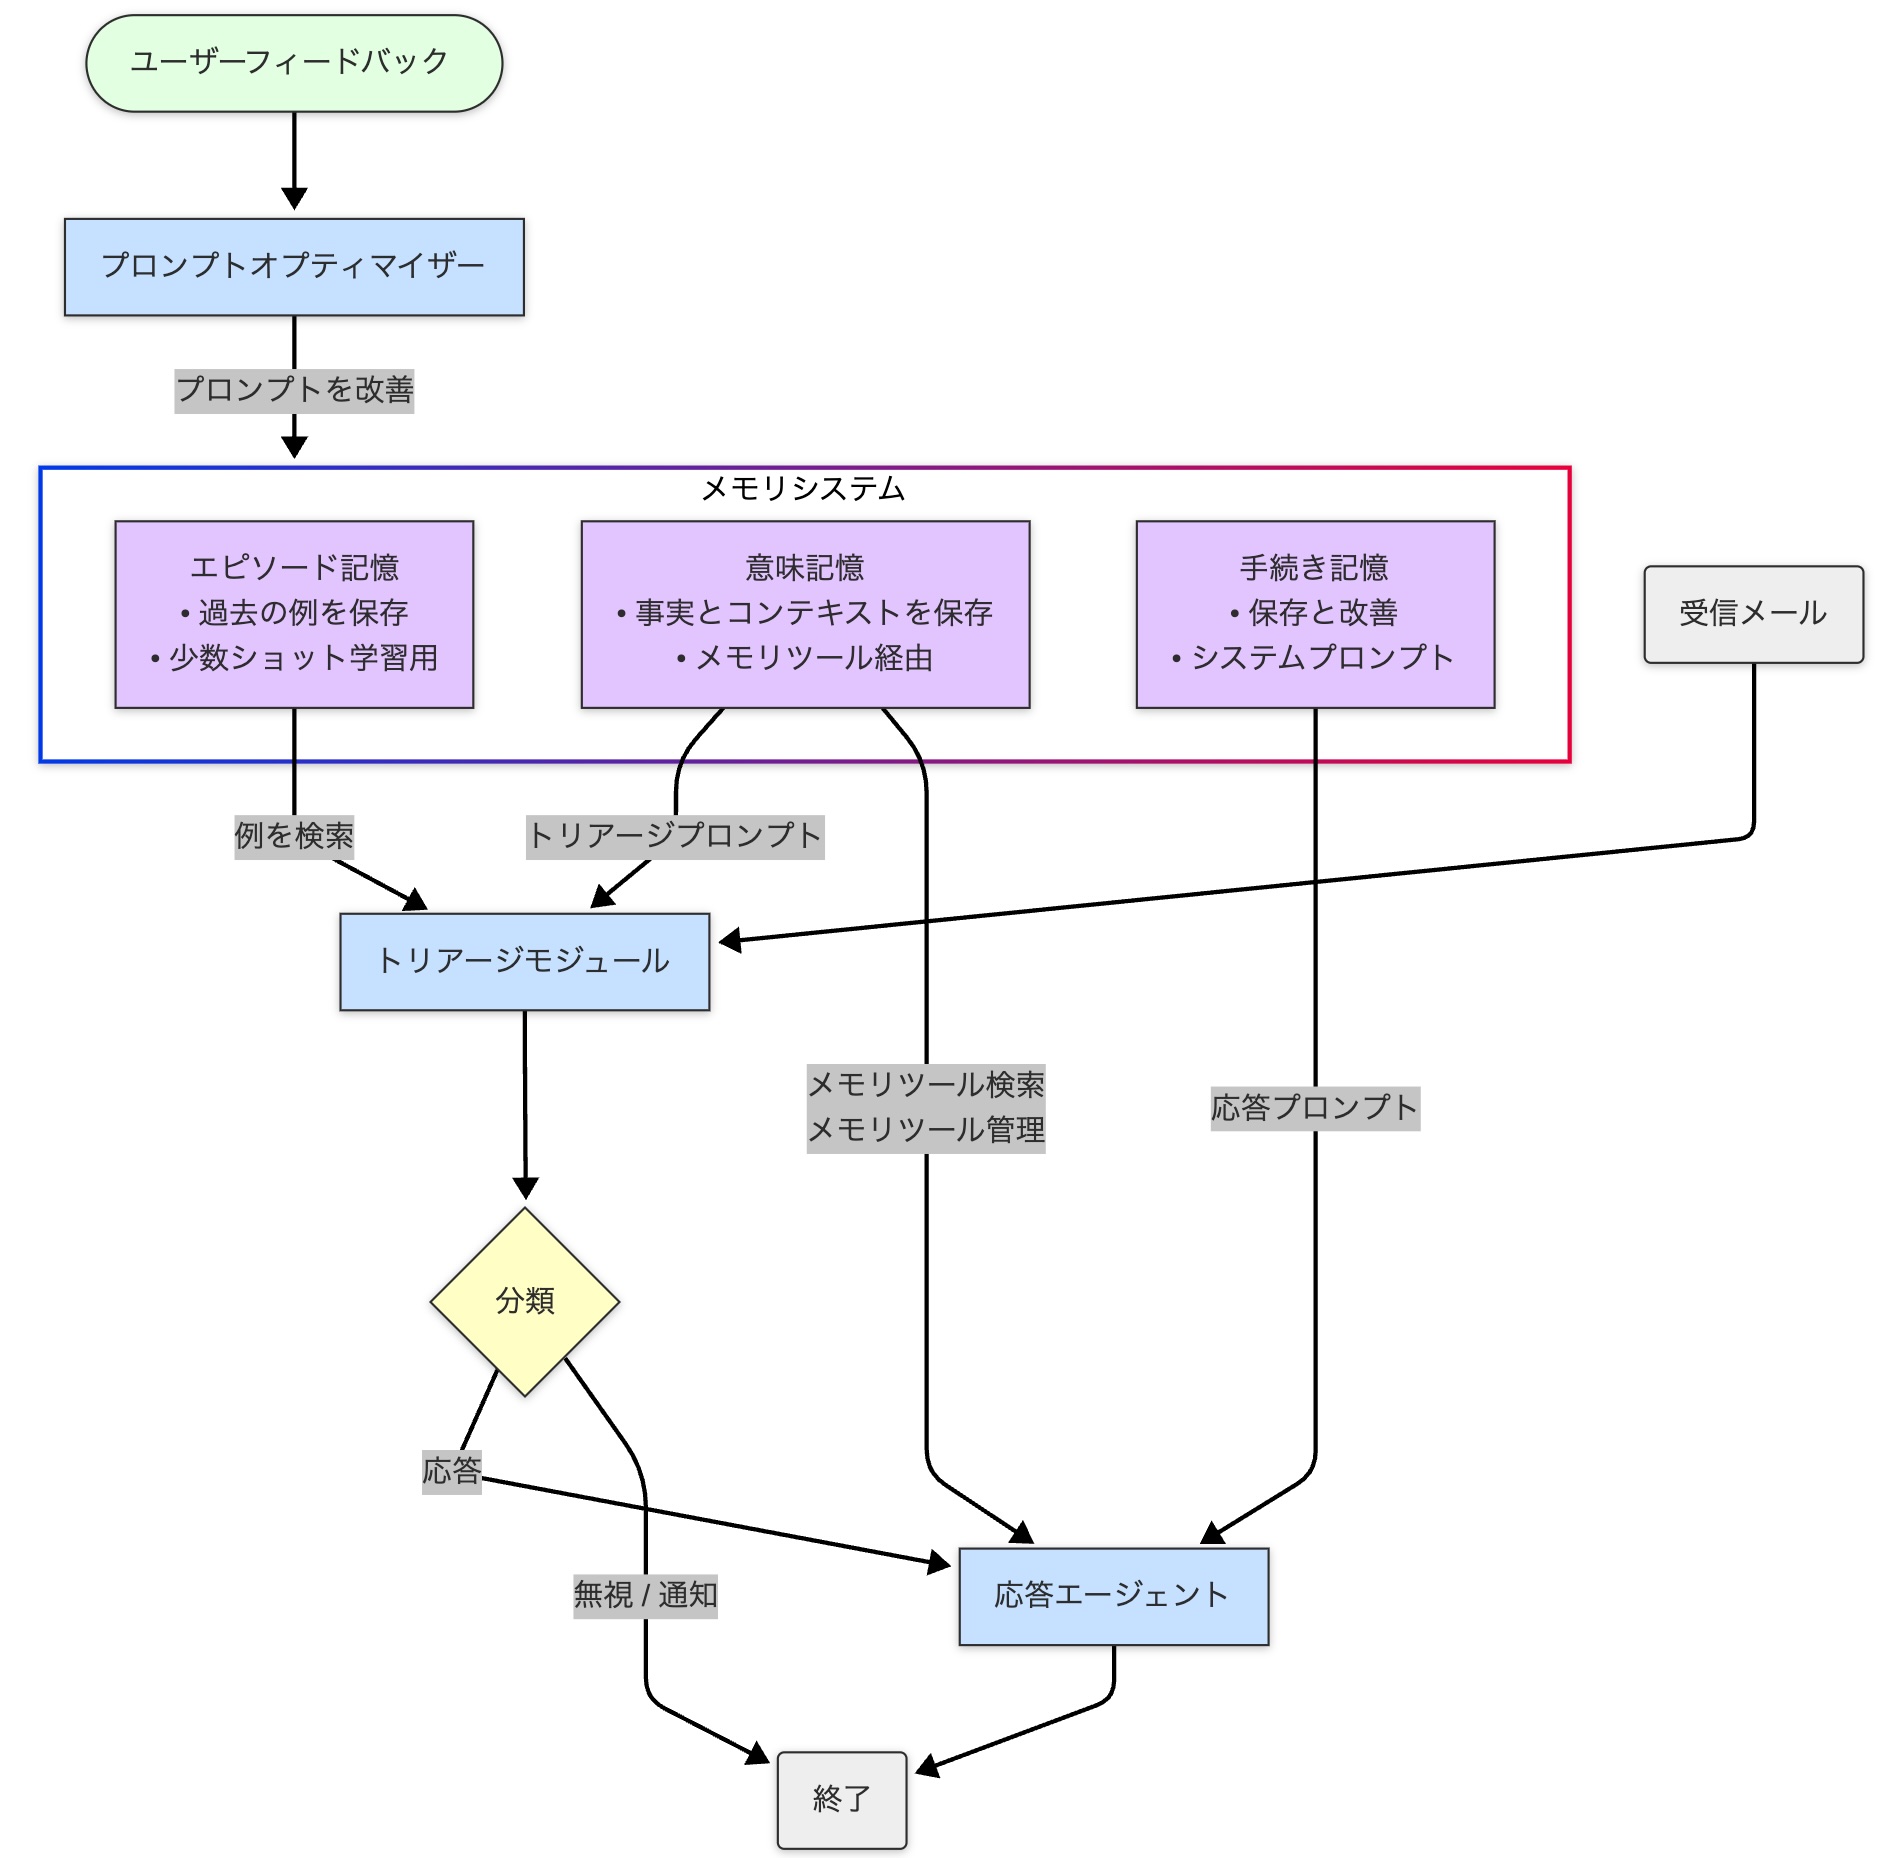 ユーザーフィードバック
プロンプトオプティマイザー
プロンプトを改善
メモリシステム
エピソード記憶
• 過去の例を保存
• 少数ショット学習用
意味記憶
• 事実とコンテキストを保存
• メモリツール経由
手続き記憶
• 保存と改善
• システムプロンプト
受信メール
例を検索
トリアージプロンプト
トリアージモジュール
メモリツール検索
メモリツール管理
応答プロンプト
分類
応答
無視 / 通知
応答エージェント
終了